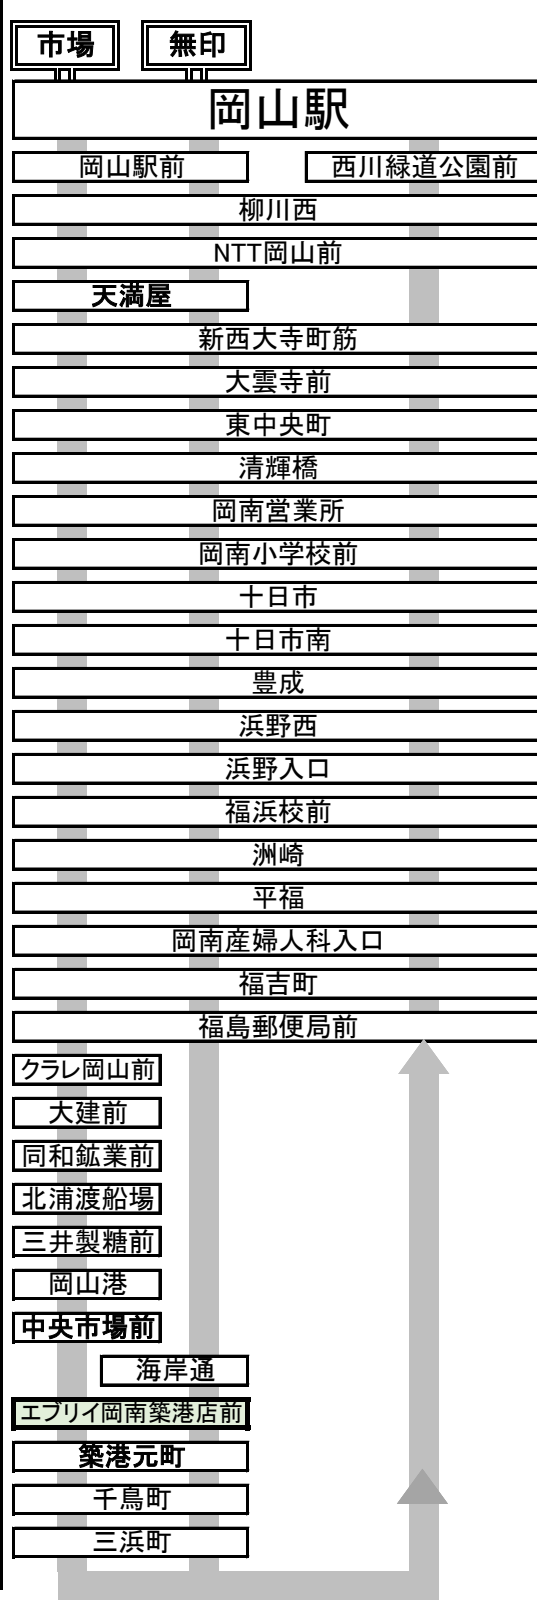 市場 無印
岡山駅
岡山駅前 西川緑道公園前
柳川西
NTT岡山前
天満屋
新西大寺町筋
大雲寺前
東中央町
清輝橋
岡南営業所
岡南小学校前
十日市
十日市南
豊成
浜野西
浜野入口
福浜校前
洲崎
平福
岡南産婦人科入口
福吉町
福島郵便局前
クラレ岡山前
大建前
同和鉱業前
北浦渡船場
三井製糖前
岡山港
中央市場前
海岸通
エブリイ岡南築港店前
築港元町
千鳥町
三浜町